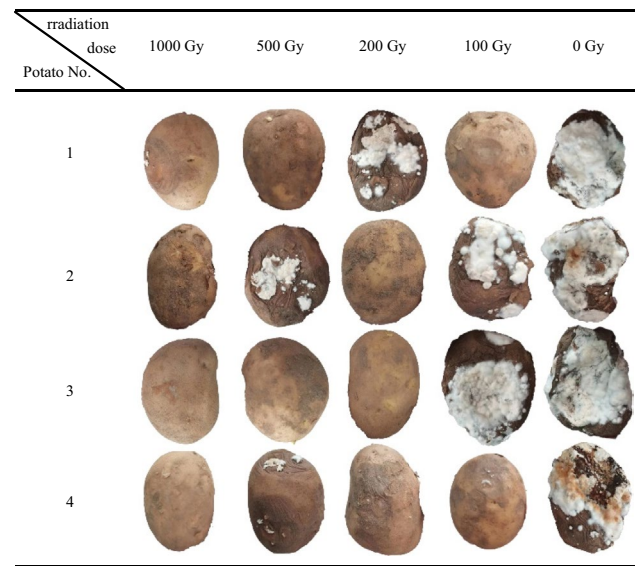 rradiation
dose
Potato No.
1000 Gy
500 Gy
200 Gy
100 Gy
0 Gy
1
2
3
4